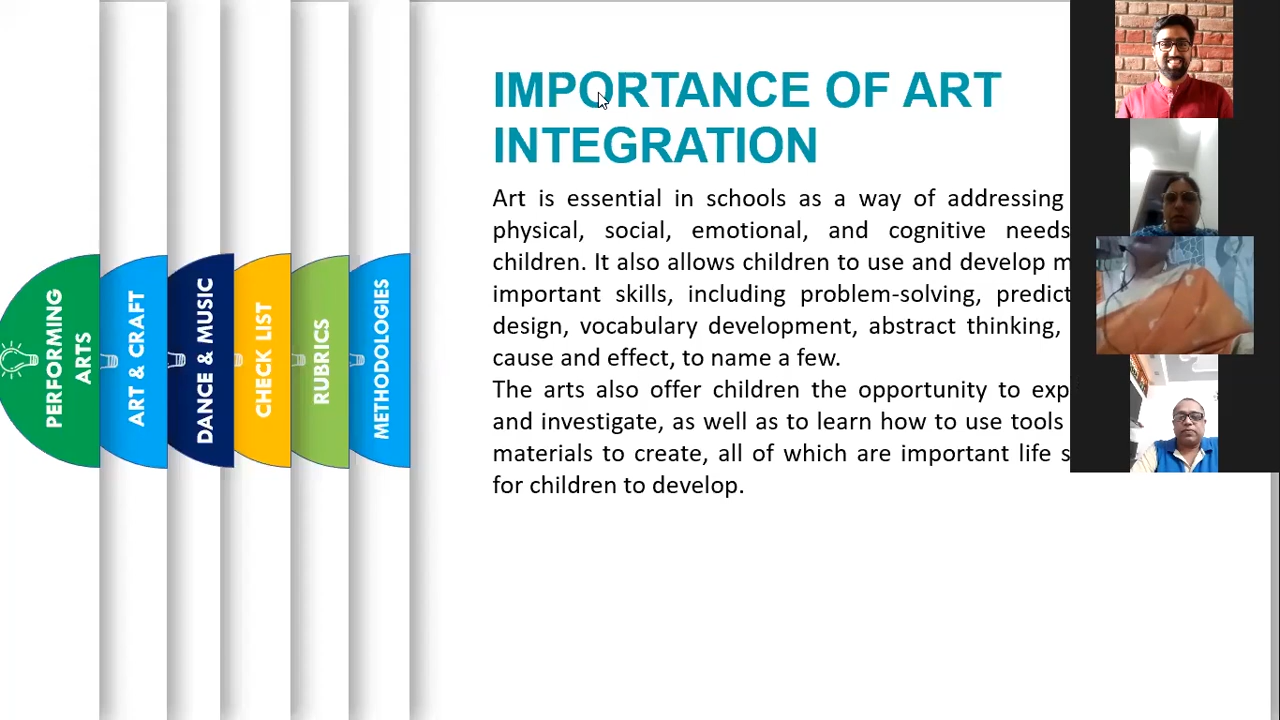 PERFORMING
ARTS
ART & CRAFT
DANCE & MUSIC
CHECK LIST
RUBRICS
METHODOLOGIES
IMPORTANCE OF ART
INTEGRATION
Art is essential in schools as a way of addressing
physical, social, emotional, and cognitive needs
children. It also allows children to use and develop
important skills, including problem-solving,
design, vocabulary development, abstract thinking,
cause and effect, to name a few.
The arts also offer children the opportunity to
and investigate, as well as to learn how to use tools
materials to create, all of which are important life
for children to develop.